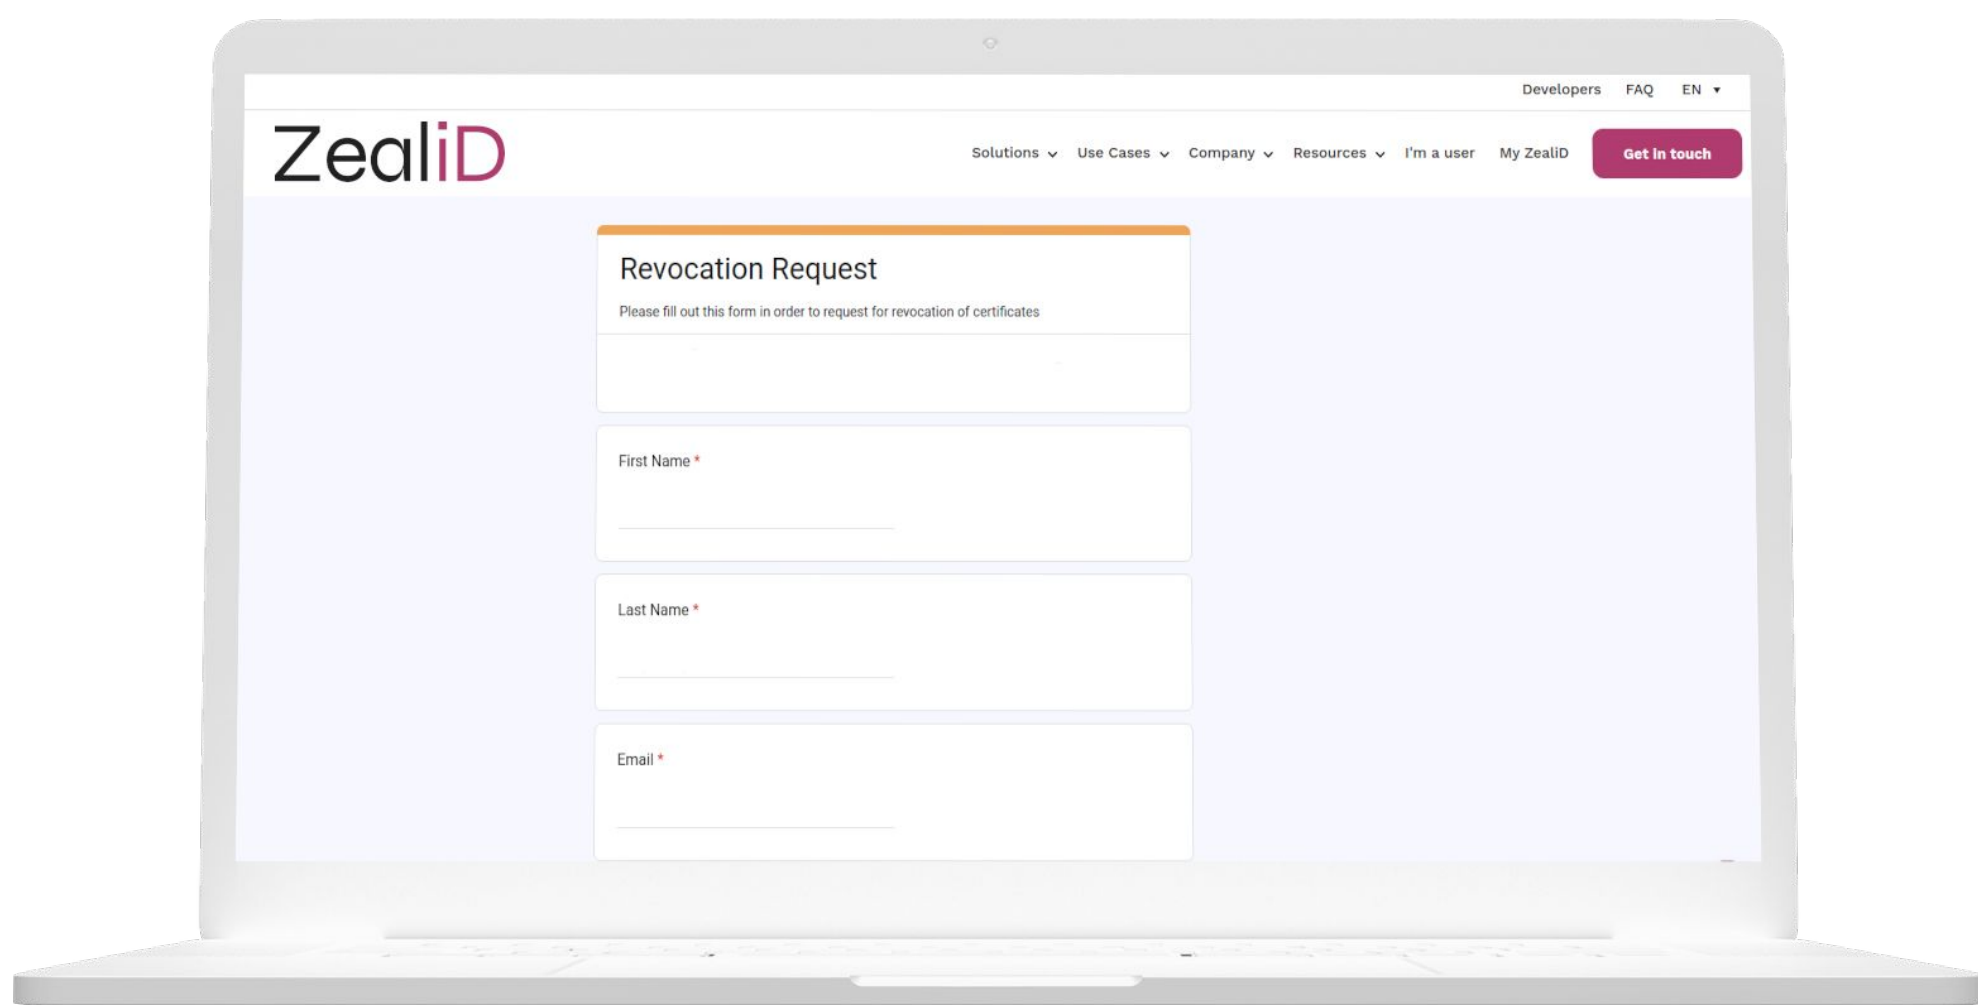 Developers FAQ EN
ZealiD
Solutions Use Cases Company Resources I'm a user My ZealiD Get in touch
Revocation Request
Please fill out this form in order to request for revocation of certificates
First Name *
Last Name *
Email *